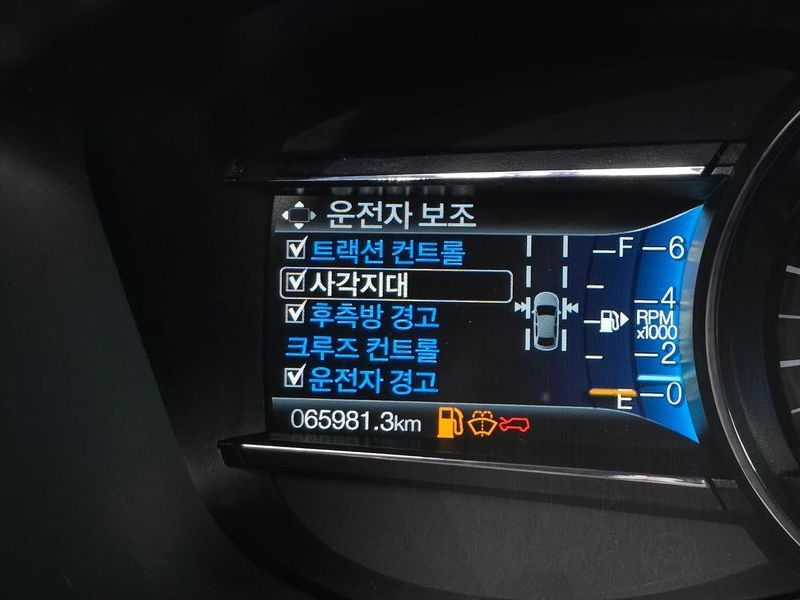 운전자 보조
트랙션 컨트롤
사각지대
후측방 경고
크루즈 컨트롤
운전자 경고
065981.3km
F
E
6
4
RPM
x1000
2
0